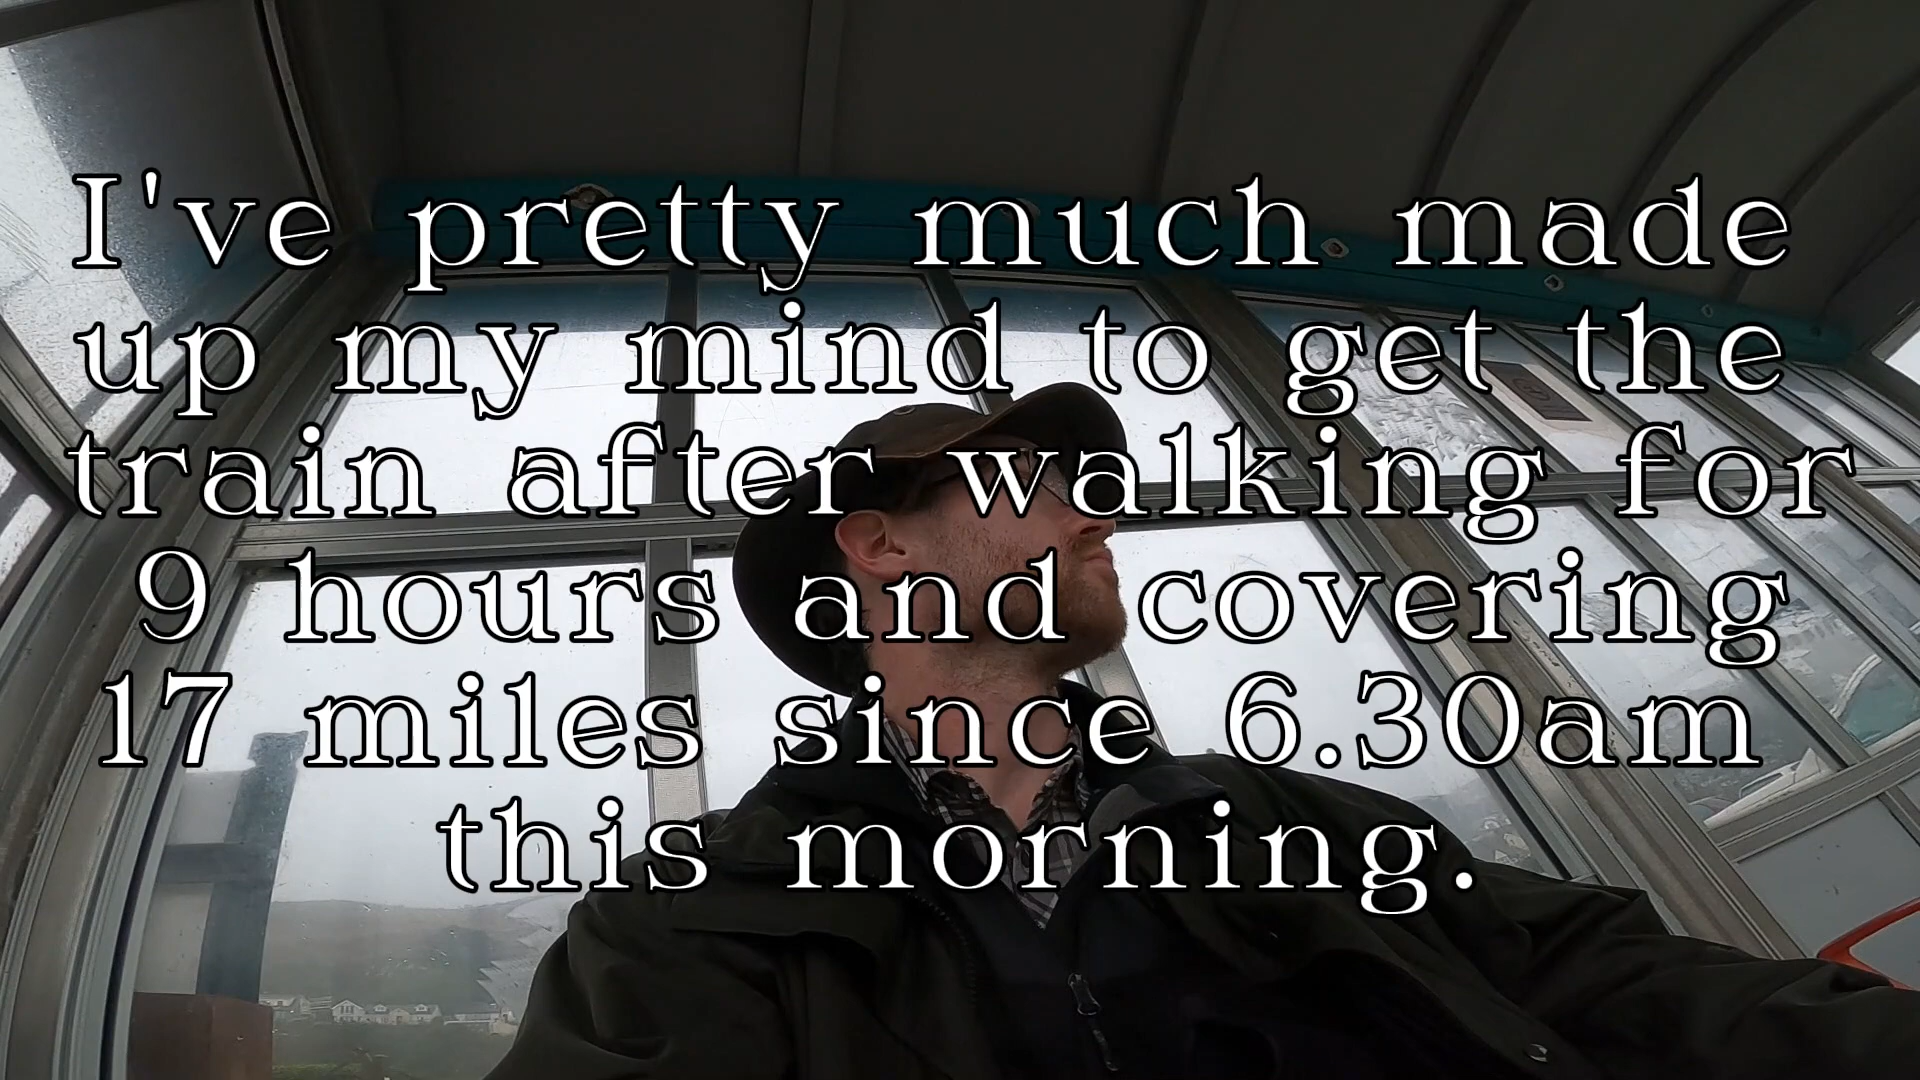 I've pretty much made
up my mind to get the
train after walking for
9 hours and covering
17 miles since 6.30am
this morning.